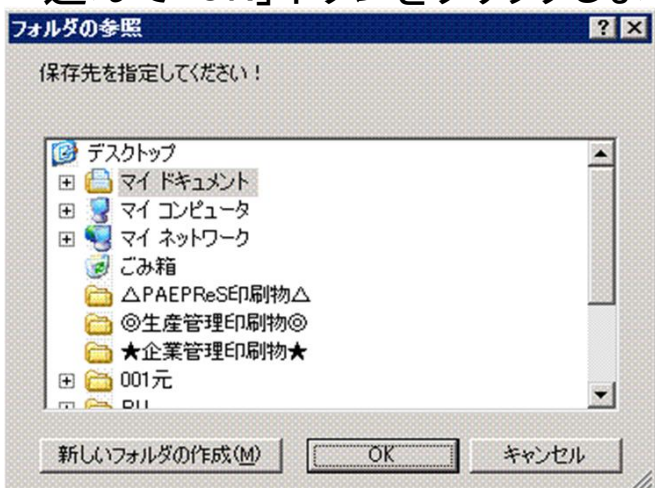 フォルダの参照
保存先を指定してください！
デスクトップ
マイ ドキュメント
マイ コンピュータ
マイ ネットワーク
ごみ箱
△PAEPReS印刷物△
◎生産管理印刷物◎
★企業管理印刷物★
001元
新しいフォルダの作成(M)
OK
キャンセル